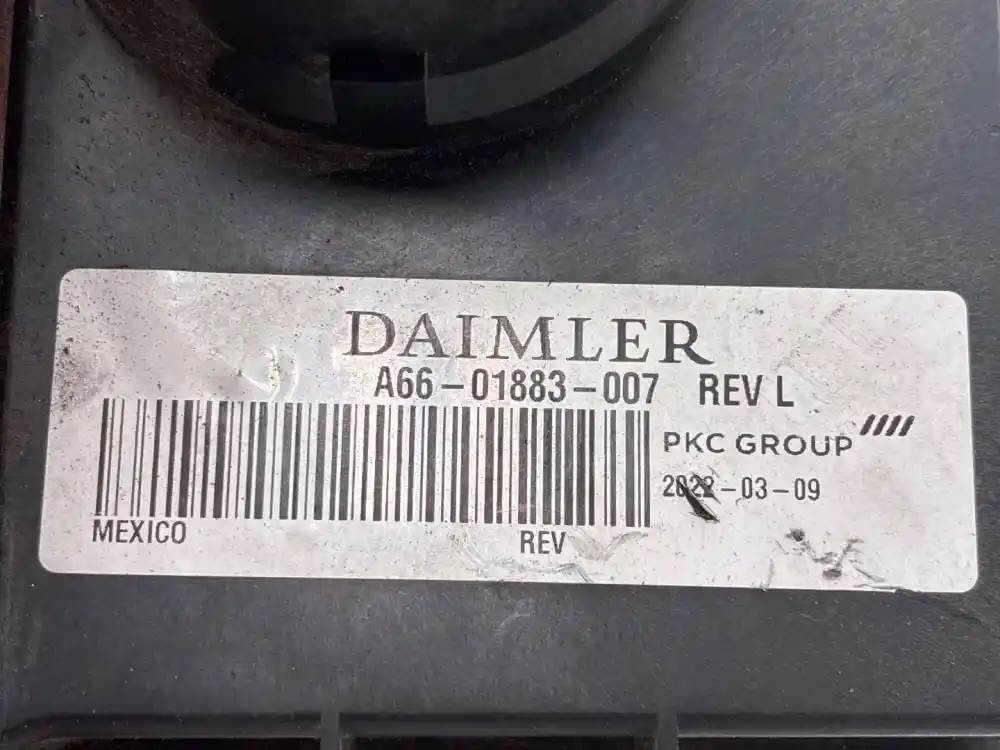 DAIMLER
A66-01883-007 REV L
PKC GROUP
2022-03-09
MEXICO REV